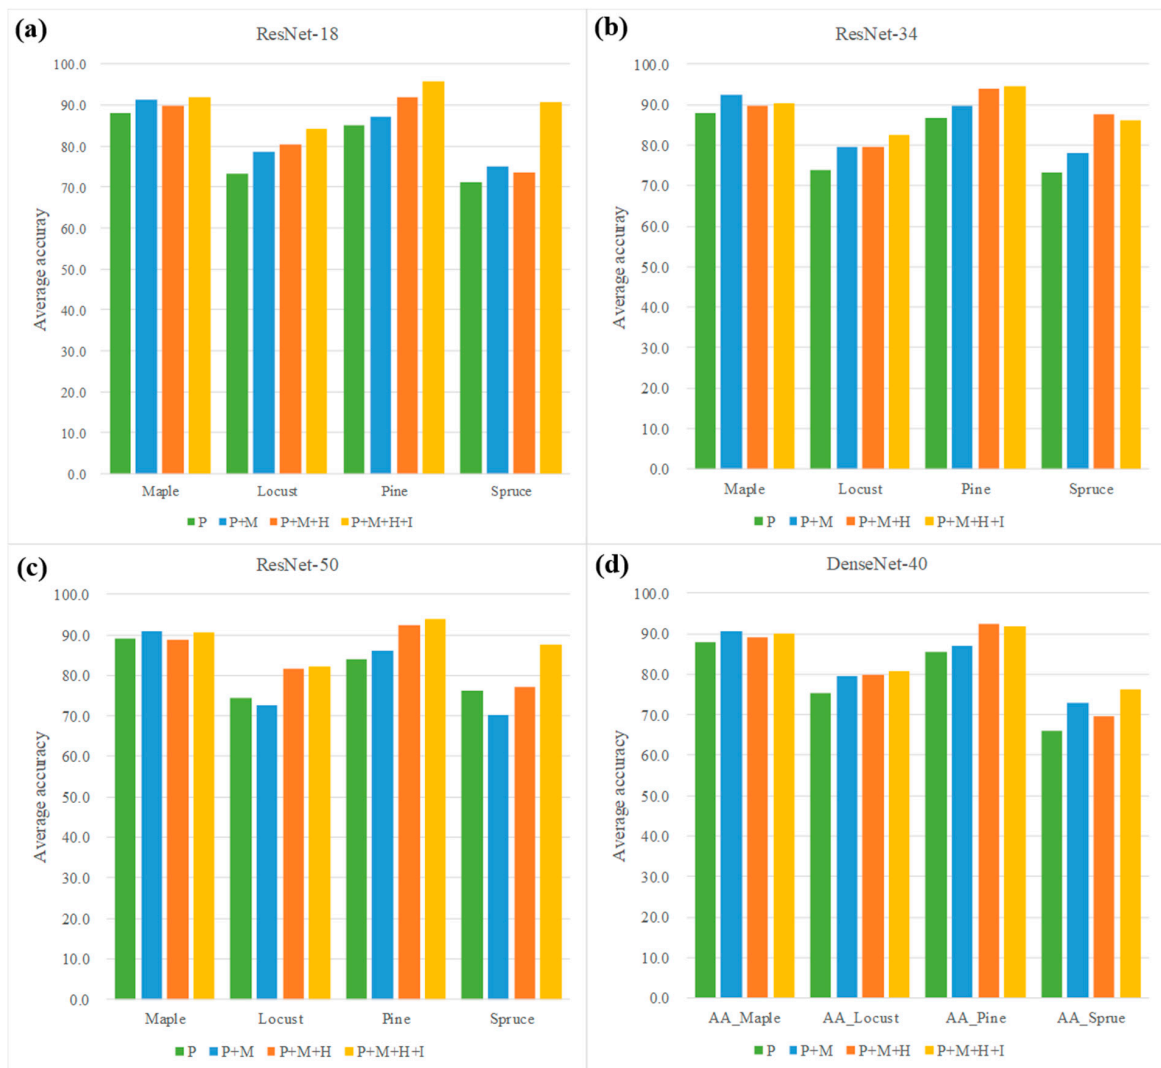 (a)
ResNet-18
Average accuracy
100.0
90.0
80.0
70.0
60.0
50.0
40.0
30.0
20.0
10.0
0.0
Maple Locust Pine Spruce
P P+M P+M+H P+M+H+I
(b)
ResNet-34
Average accuray
100.0
90.0
80.0
70.0
60.0
50.0
40.0
30.0
20.0
10.0
0.0
Maple Locust Pine Spruce
P P+M P+M+H P+M+H+I
(c)
ResNet-50
Average accuracy
100.0
90.0
80.0
70.0
60.0
50.0
40.0
30.0
20.0
10.0
0.0
Maple Locust Pine Spruce
P P+M P+M+H P+M+H+I
(d)
DenseNet-40
Average accuracy
100.0
90.0
80.0
70.0
60.0
50.0
40.0
30.0
20.0
10.0
0.0
AA_Maple AA_Locust AA_Pine AA_Sprue
P P+M P+M+H P+M+H+I